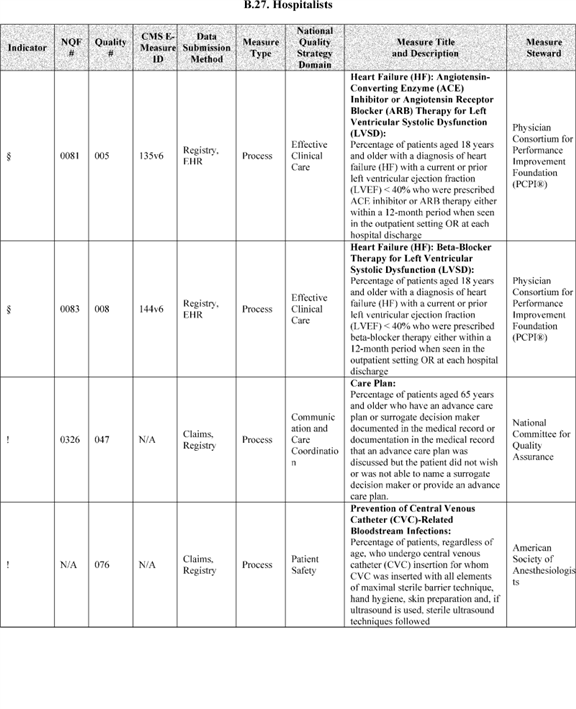 B.27. Hospitalists
Indicator
NQF
#
Quality
#
CMS E-
Measure
ID
Data
Submission
Method
Measure
Type
National
Quality
Strategy
Domain
Measure Title
and Description
Measure
Steward
§
0081
005
135v6
Registry,
EHR
Process
Effective
Clinical
Care
Heart Failure (HF): Angiotensin-
Converting Enzyme (ACE)
Inhibitor or Angiotensin Receptor
Blocker (ARB) Therapy for Left
Ventricular Systolic Dysfunction
(LVSD):
Percentage of patients aged 18 years
and older with a diagnosis of heart
failure (HF) with a current or prior
left ventricular ejection fraction
(LVEF) < 40% who were prescribed
ACE inhibitor or ARB therapy either
within a 12-month period when seen
in the outpatient setting OR at each
hospital discharge
Physician
Consortium for
Performance
Improvement
Foundation
(PCPI®)
§
0083
008
144v6
Registry,
EHR
Process
Effective
Clinical
Care
Heart Failure (HF): Beta-Blocker
Therapy for Left Ventricular
Systolic Dysfunction (LVSD):
Percentage of patients aged 18 years
and older with a diagnosis of heart
failure (HF) with a current or prior
left ventricular ejection fraction
(LVEF) < 40% who were prescribed
beta-blocker therapy either within a
12-month period when seen in the
outpatient setting OR at each hospital
discharge
Physician
Consortium for
Performance
Improvement
Foundation
(PCPI®)
!
0326
047
N/A
Claims,
Registry
Process
Communic
ation and
Care
Coordinatio
n
Care Plan:
Percentage of patients aged 65 years
and older who have an advance care
plan or surrogate decision maker
documented in the medical record or
documentation in the medical record
that an advance care plan was
discussed but the patient did not wish
or was not able to name a surrogate
decision maker or provide an advance
care plan.
National
Committee for
Quality
Assurance
!
N/A
076
N/A
Claims,
Registry
Process
Patient
Safety
Prevention of Central Venous
Catheter (CVC)-Related
Bloodstream Infections:
Percentage of patients, regardless of
age, who undergo central venous
catheter (CVC) insertion for whom
CVC was inserted with all elements
of maximal sterile barrier technique,
hand hygiene, skin preparation and, if
ultrasound is used, sterile ultrasound
techniques followed
American
Society of
Anesthesiologis
ts